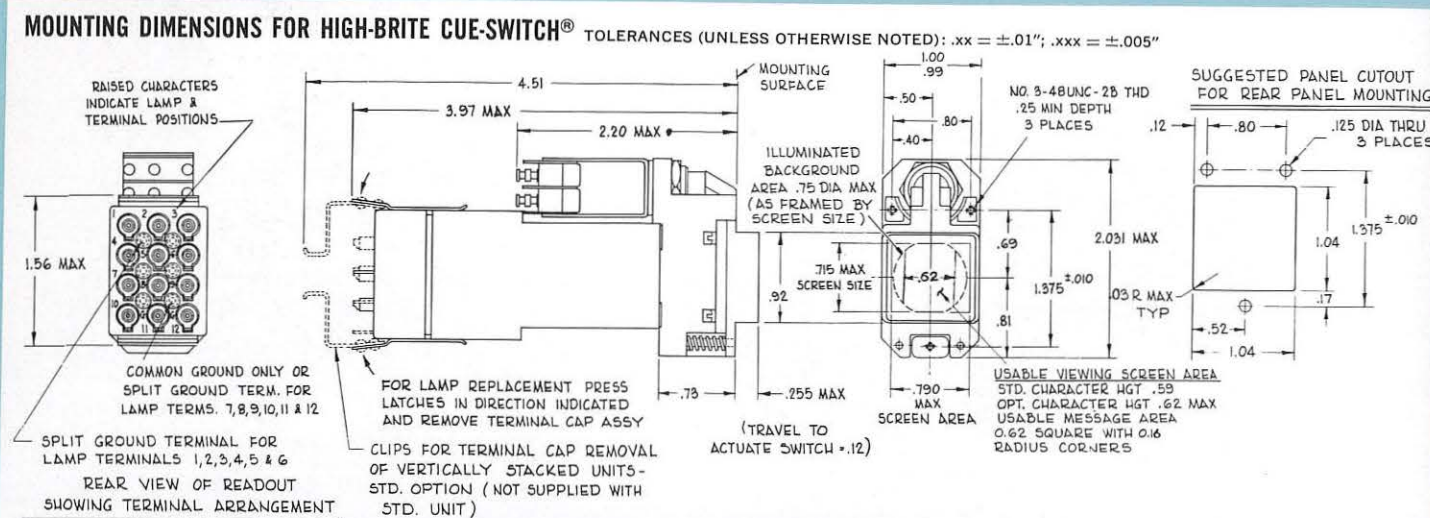 MOUNTING DIMENSIONS FOR HIGH-BRITE CUE-SWITCH® TOLERANCES (UNLESS OTHERWISE NOTED): .xx = ±.01"; .xxx = ±.005"
RAISED CHARACTERS
INDICATE LAMP &
TERMINAL POSITIONS
1.56 MAX
1 2 3
4
7
10
11 12
COMMON GROUND ONLY OR
SPLIT GROUND TERM. FOR
LAMP TERMS. 7,8,9,10,11 & 12
SPLIT GROUND TERMINAL FOR
LAMP TERMINALS 1,2,3,4,5 & 6
REAR VIEW OF READOUT
SHOWING TERMINAL ARRANGEMENT
4.51
3.97 MAX
2.20 MAX
MOUNTING
SURFACE
FOR LAMP REPLACEMENT PRESS
LATCHES IN DIRECTION INDICATED
AND REMOVE TERMINAL CAP ASSY
CLIPS FOR TERMINAL CAP REMOVAL
OF VERTICALLY STACKED UNITS-
STD. OPTION (NOT SUPPLIED WITH
STD. UNIT)
.73
.255 MAX
(TRAVEL TO
ACTUATE SWITCH =.12)
.92
ILLUMINATED
BACKGROUND
AREA .75 DIA MAX
(AS FRAMED BY
SCREEN SIZE)
.715 MAX
SCREEN SIZE
1.00
.99
.50
.80
.40
.62
NO. 3-48UNC-2B THD
.25 MIN DEPTH
3 PLACES
.69
1.375 ±.010
.81
2.031 MAX
.790
MAX
SCREEN AREA
USABLE VIEWING SCREEN AREA
STD. CHARACTER HGT .59
OPT. CHARACTER HGT .62 MAX
USABLE MESSAGE AREA
0.62 SQUARE WITH 0.16
RADIUS CORNERS
SUGGESTED PANEL CUTOUT
FOR REAR PANEL MOUNTING
.12
.80
.125 DIA THRU
3 PLACES
1.04
1.375 ±.010
.03 R MAX
TYP
.17
.52
1.04